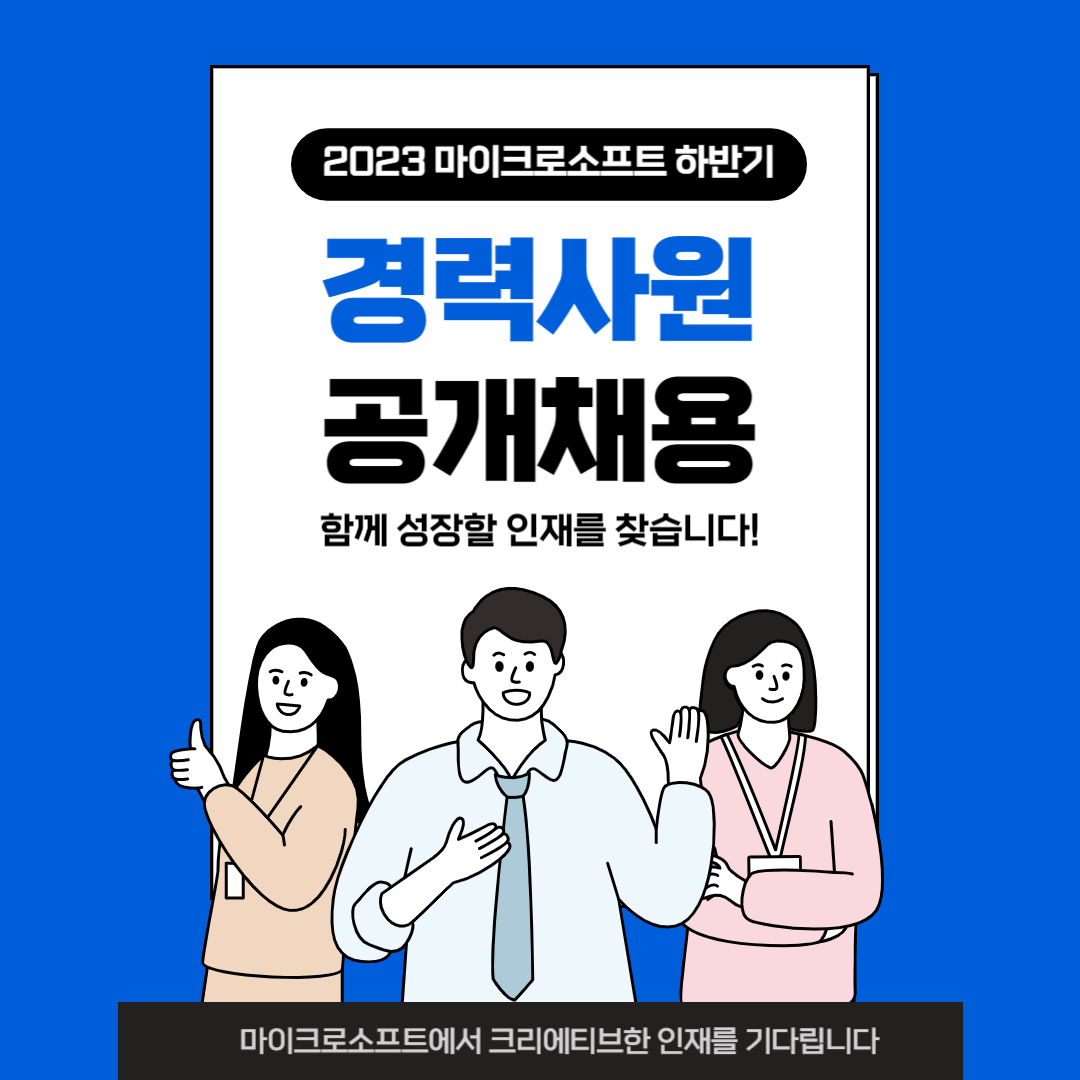 2023 마이크로소프트 하반기
경력사원
공개채용
함께 성장할 인재를 찾습니다!
마이크로소프트에서 크리에티브한 인재를 기다립니다